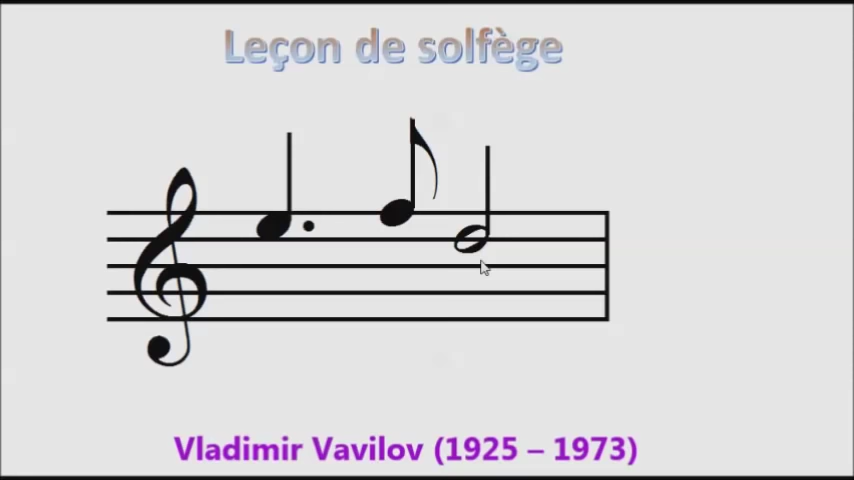 Leçon de solfège
Vladimir Vavilov (1925 – 1973)